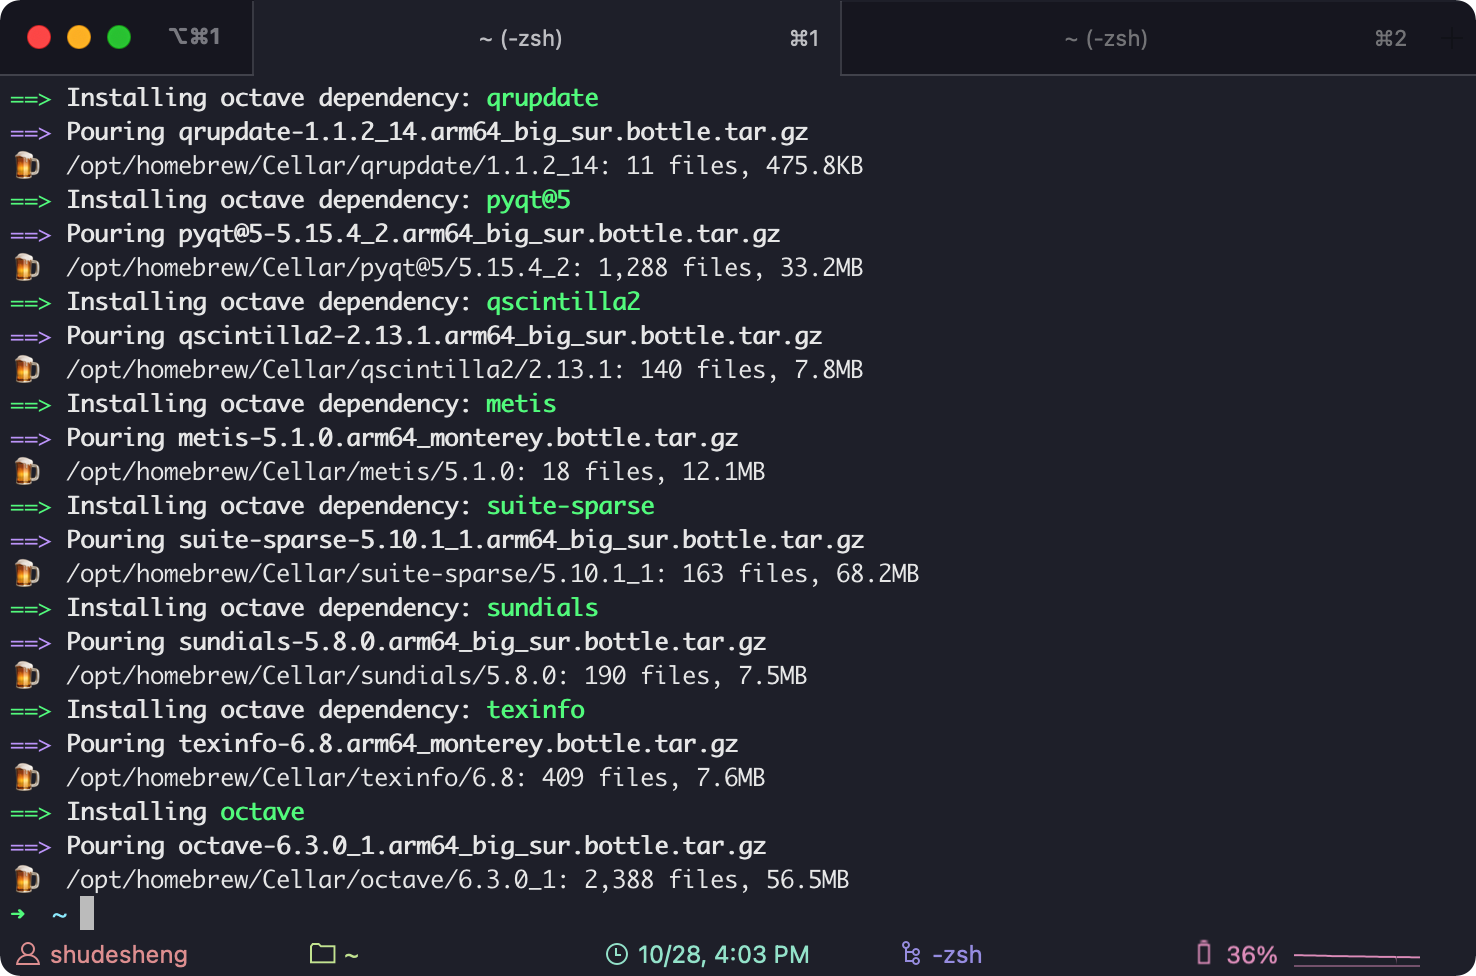 ⌥⌘1 ~ (-zsh) ⌘1 ~ (-zsh) ⌘2
==> Installing octave dependency: qrupdate
==> Pouring qrupdate-1.1.2_14.arm64_big_sur.bottle.tar.gz
🍺 /opt/homebrew/Cellar/qrupdate/1.1.2_14: 11 files, 475.8KB
==> Installing octave dependency: pyqt@5
==> Pouring pyqt@5-5.15.4_2.arm64_big_sur.bottle.tar.gz
🍺 /opt/homebrew/Cellar/pyqt@5/5.15.4_2: 1,288 files, 33.2MB
==> Installing octave dependency: qscintilla2
==> Pouring qscintilla2-2.13.1.arm64_big_sur.bottle.tar.gz
🍺 /opt/homebrew/Cellar/qscintilla2/2.13.1: 140 files, 7.8MB
==> Installing octave dependency: metis
==> Pouring metis-5.1.0.arm64_monterey.bottle.tar.gz
🍺 /opt/homebrew/Cellar/metis/5.1.0: 18 files, 12.1MB
==> Installing octave dependency: suite-sparse
==> Pouring suite-sparse-5.10.1_1.arm64_big_sur.bottle.tar.gz
🍺 /opt/homebrew/Cellar/suite-sparse/5.10.1_1: 163 files, 68.2MB
==> Installing octave dependency: sundials
==> Pouring sundials-5.8.0.arm64_big_sur.bottle.tar.gz
🍺 /opt/homebrew/Cellar/sundials/5.8.0: 190 files, 7.5MB
==> Installing octave dependency: texinfo
==> Pouring texinfo-6.8.arm64_monterey.bottle.tar.gz
🍺 /opt/homebrew/Cellar/texinfo/6.8: 409 files, 7.6MB
==> Installing octave
==> Pouring octave-6.3.0_1.arm64_big_sur.bottle.tar.gz
🍺 /opt/homebrew/Cellar/octave/6.3.0_1: 2,388 files, 56.5MB
➜ ~
shudesheng ~ 10/28, 4:03 PM -zsh 36%